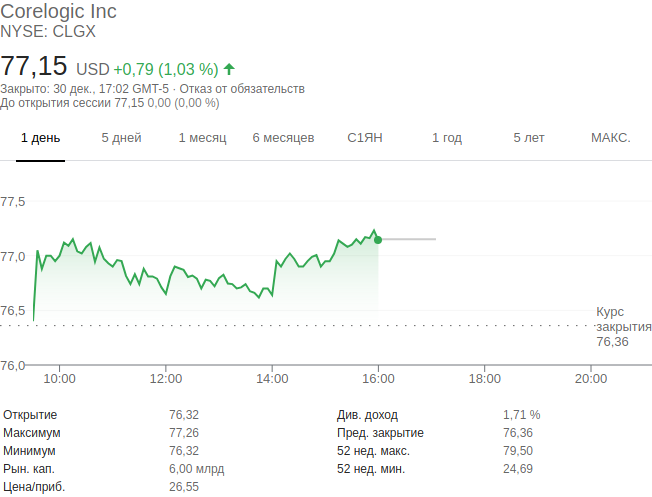 Corelogic Inc
NYSE: CLGX
77,15 USD +0,79 (1,03 %)
Закрыто: 30 дек., 17:02 GMT-5 · Отказ от обязательств
До открытия сессии 77,15 0,00 (0,00 %)
1 день 5 дней 1 месяц 6 месяцев С1ЯН 1 год 5 лет МАКС.
77,5
77,0
76,5
76,0
Курс
закрытия
76,36
10:00 12:00 14:00 16:00 18:00 20:00
Открытие 76,32 Див. доход 1,71 %
Максимум 77,26 Пред. закрытие 76,36
Минимум 76,32 52 нед. макс. 79,50
Рын. кап. 6,00 млрд 52 нед. мин. 24,69
Цена/приб. 26,55